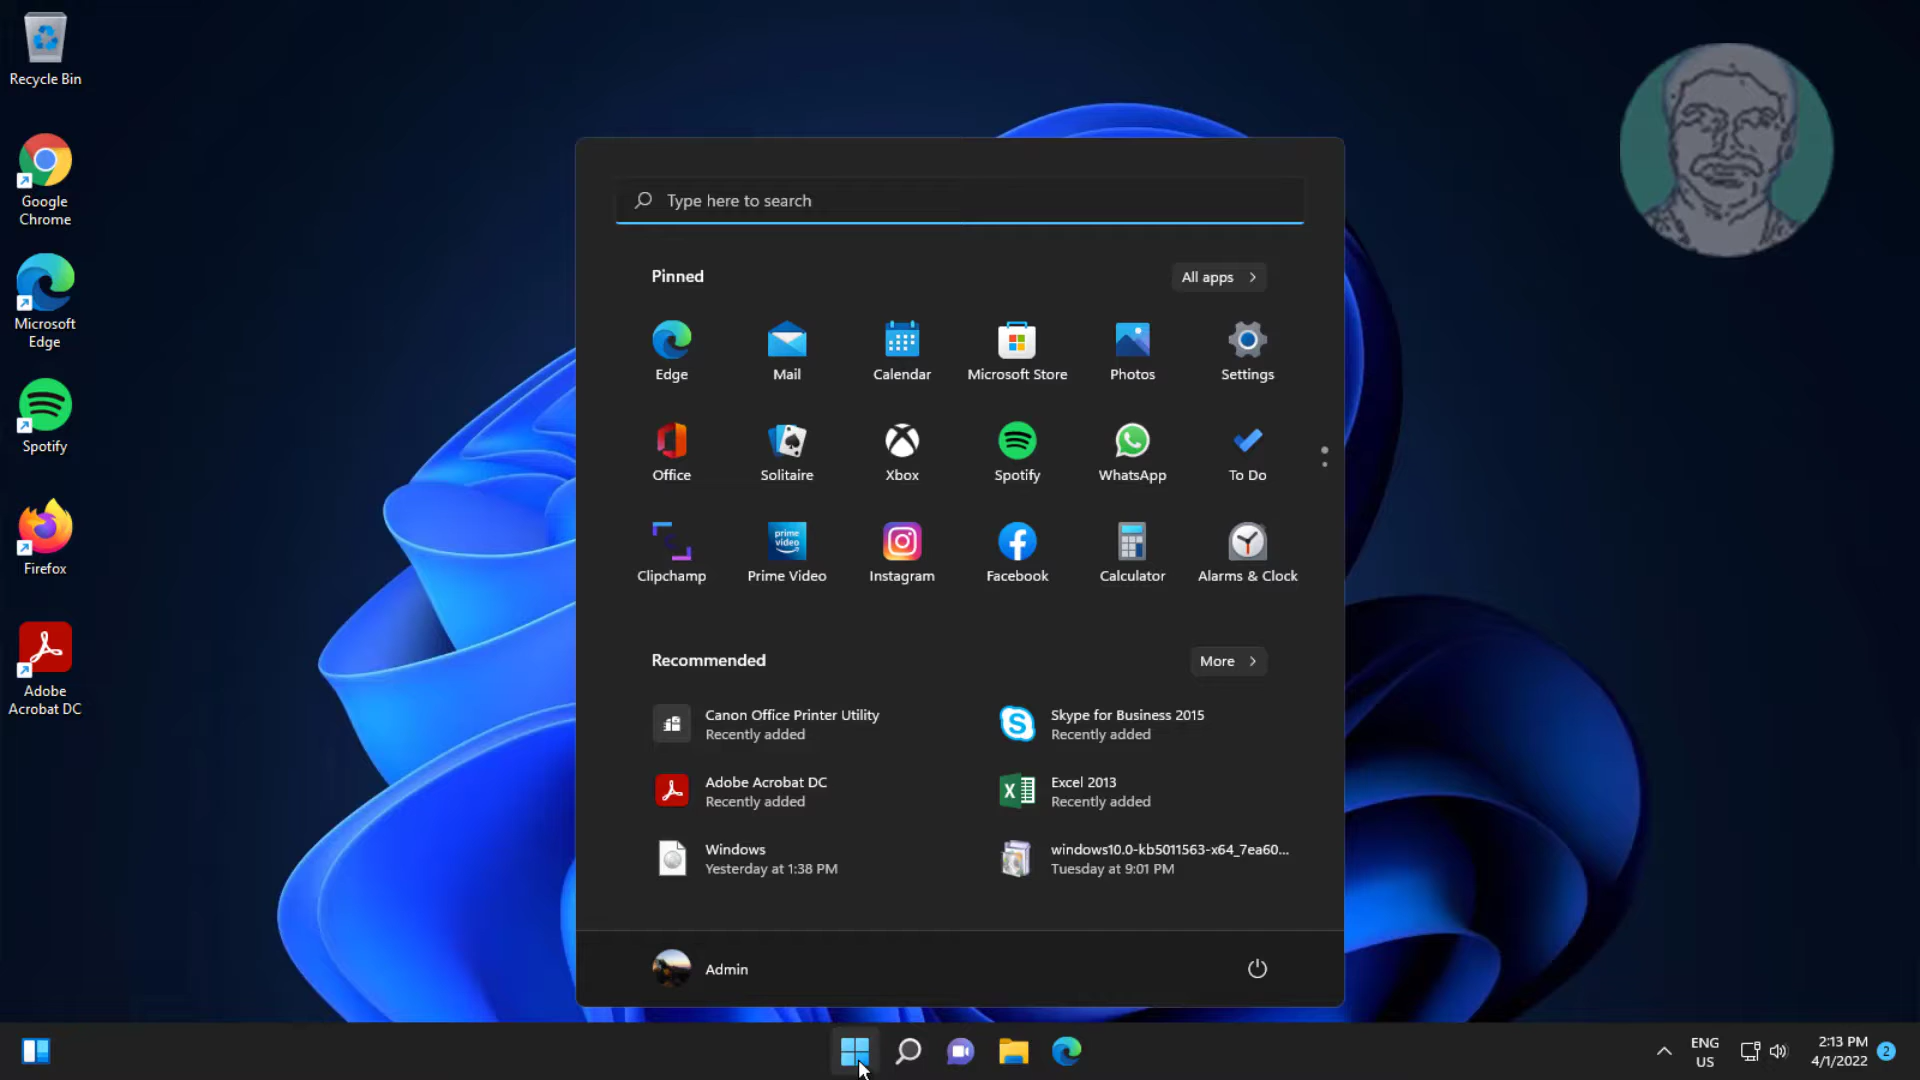 Recycle Bin
Google
Chrome
Microsoft
Edge
Spotify
Firefox
Adobe
Acrobat DC
Type here to search
Pinned
All apps
Edge
Mail
Calendar
Microsoft Store
Photos
Settings
Office
Solitaire
Xbox
Spotify
WhatsApp
To Do
prime
video
Clipchamp
Prime Video
Instagram
Facebook
Calculator
Alarms & Clock
Recommended
More
Canon Office Printer Utility
Recently added
Skype for Business 2015
Recently added
Adobe Acrobat DC
Recently added
Excel 2013
Recently added
Windows
Yesterday at 1:38 PM
windows10.0-kb5011563-x64_7ea60...
Tuesday at 9:01 PM
Admin
ENG
US
2:13 PM
4/1/2022
2